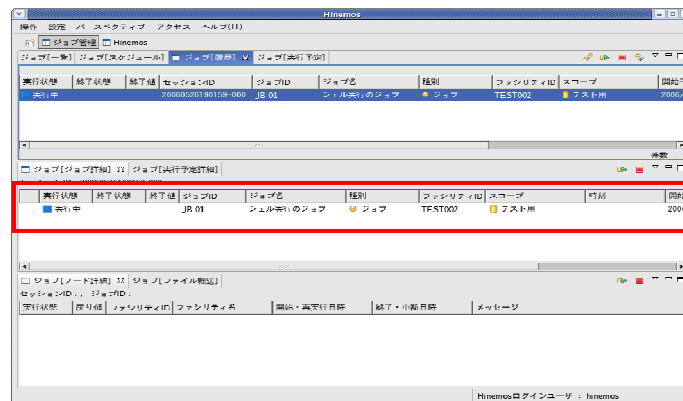 Hinemos
操作 設定 パースペクティブ アクセス ヘルプ(H)
ジョブ管理 Hinemos
ジョブ[一覧] ジョブ[スケジュール] ジョブ[履歴] ジョブ[実行予定]
実行状態 終了状態 終了値 セッションID ジョブID ジョブ名 種別 ファシリティID スコープ
実行中 20060526190159-000 JB-01 シェル実行のジョブ ジョブ TEST002 テスト用 2006/
件数
ジョブ[ジョブ詳細] ジョブ[実行予定詳細]
実行状態 終了状態 終了値 ジョブID ジョブ名 種別 ファシリティID スコープ 時刻
実行中 JB-01 シェル実行のジョブ ジョブ TEST002 テスト用
ジョブ[ノード詳細] ジョブ[ファイル転送]
セッションID:, ジョブID:
実行状態 戻り値 ファシリティID ファシリティ名 開始・再実行日時 終了・中断日時 メッセージ
Hinemosログインユーザ : hinemos